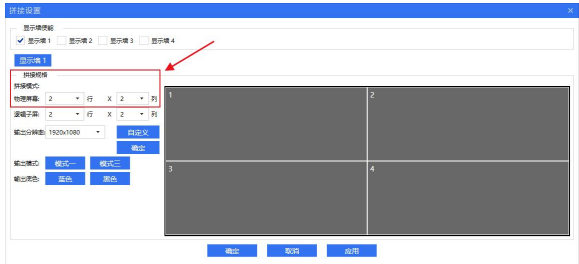 拼接设置
×
显示墙使能
显示墙 1 显示墙 2 显示墙 3 显示墙 4
显示墙 1
拼接规格
拼接模式:
物理屏幕: 2 行 X 2 列
逻辑子屏: 2 行 X 2 列
输出分辨率: 1920x1080 自定义
确定
输出模式: 模式一 模式三
输出底色: 蓝色 黑色
1 2
3 4
确定 取消 应用